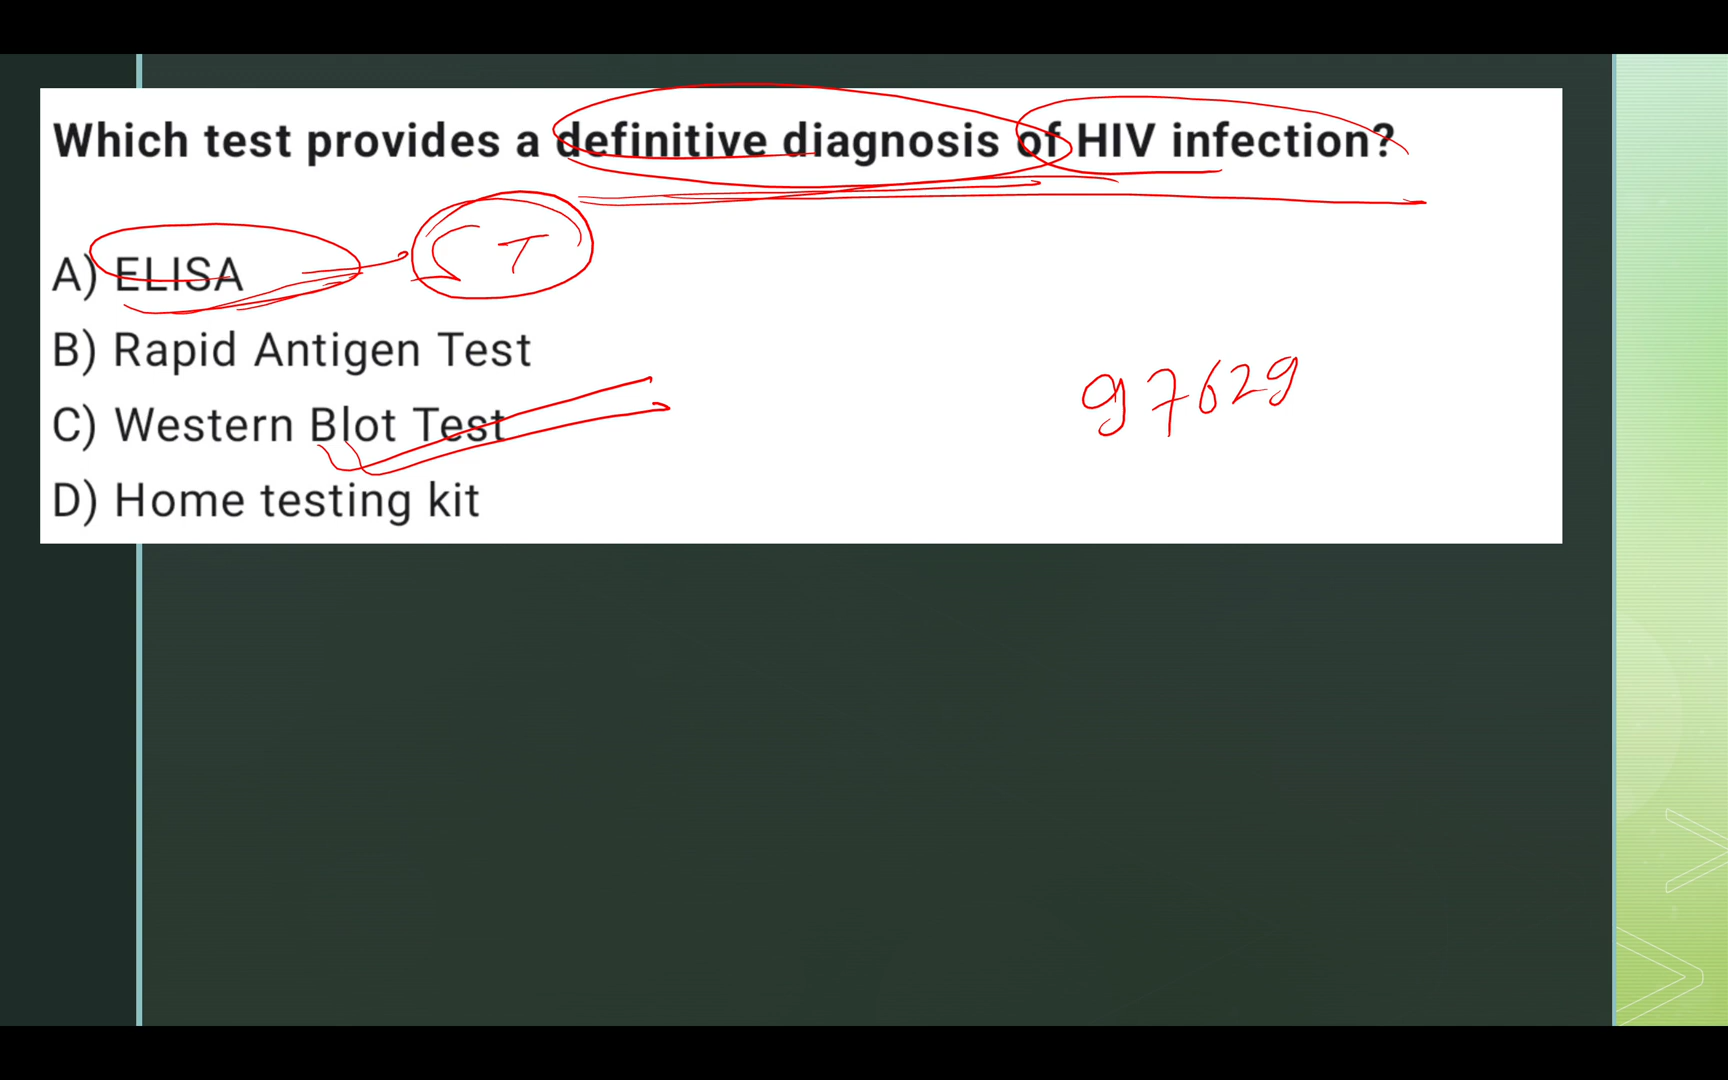 Which test provides a definitive diagnosis of HIV infection?
A) ELISA
ST
B) Rapid Antigen Test
97629
C) Western Blot Test
D) Home testing kit